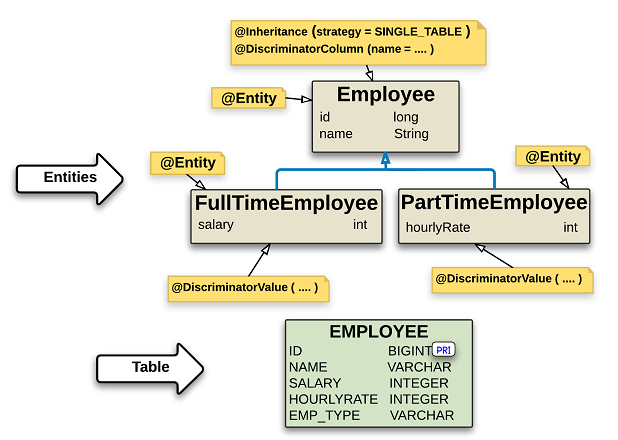 @Inheritance (strategy = SINGLE_TABLE )
@DiscriminatorColumn (name = .... )
@Entity
Employee
id long
name String
Entities
@Entity
@Entity
FullTimeEmployee
salary int
PartTimeEmployee
hourlyRate int
@DiscriminatorValue ( .... )
@DiscriminatorValue ( .... )
Table
EMPLOYEE
ID BIGINT PRI
NAME VARCHAR
SALARY INTEGER
HOURLYRATE INTEGER
EMP_TYPE VARCHAR